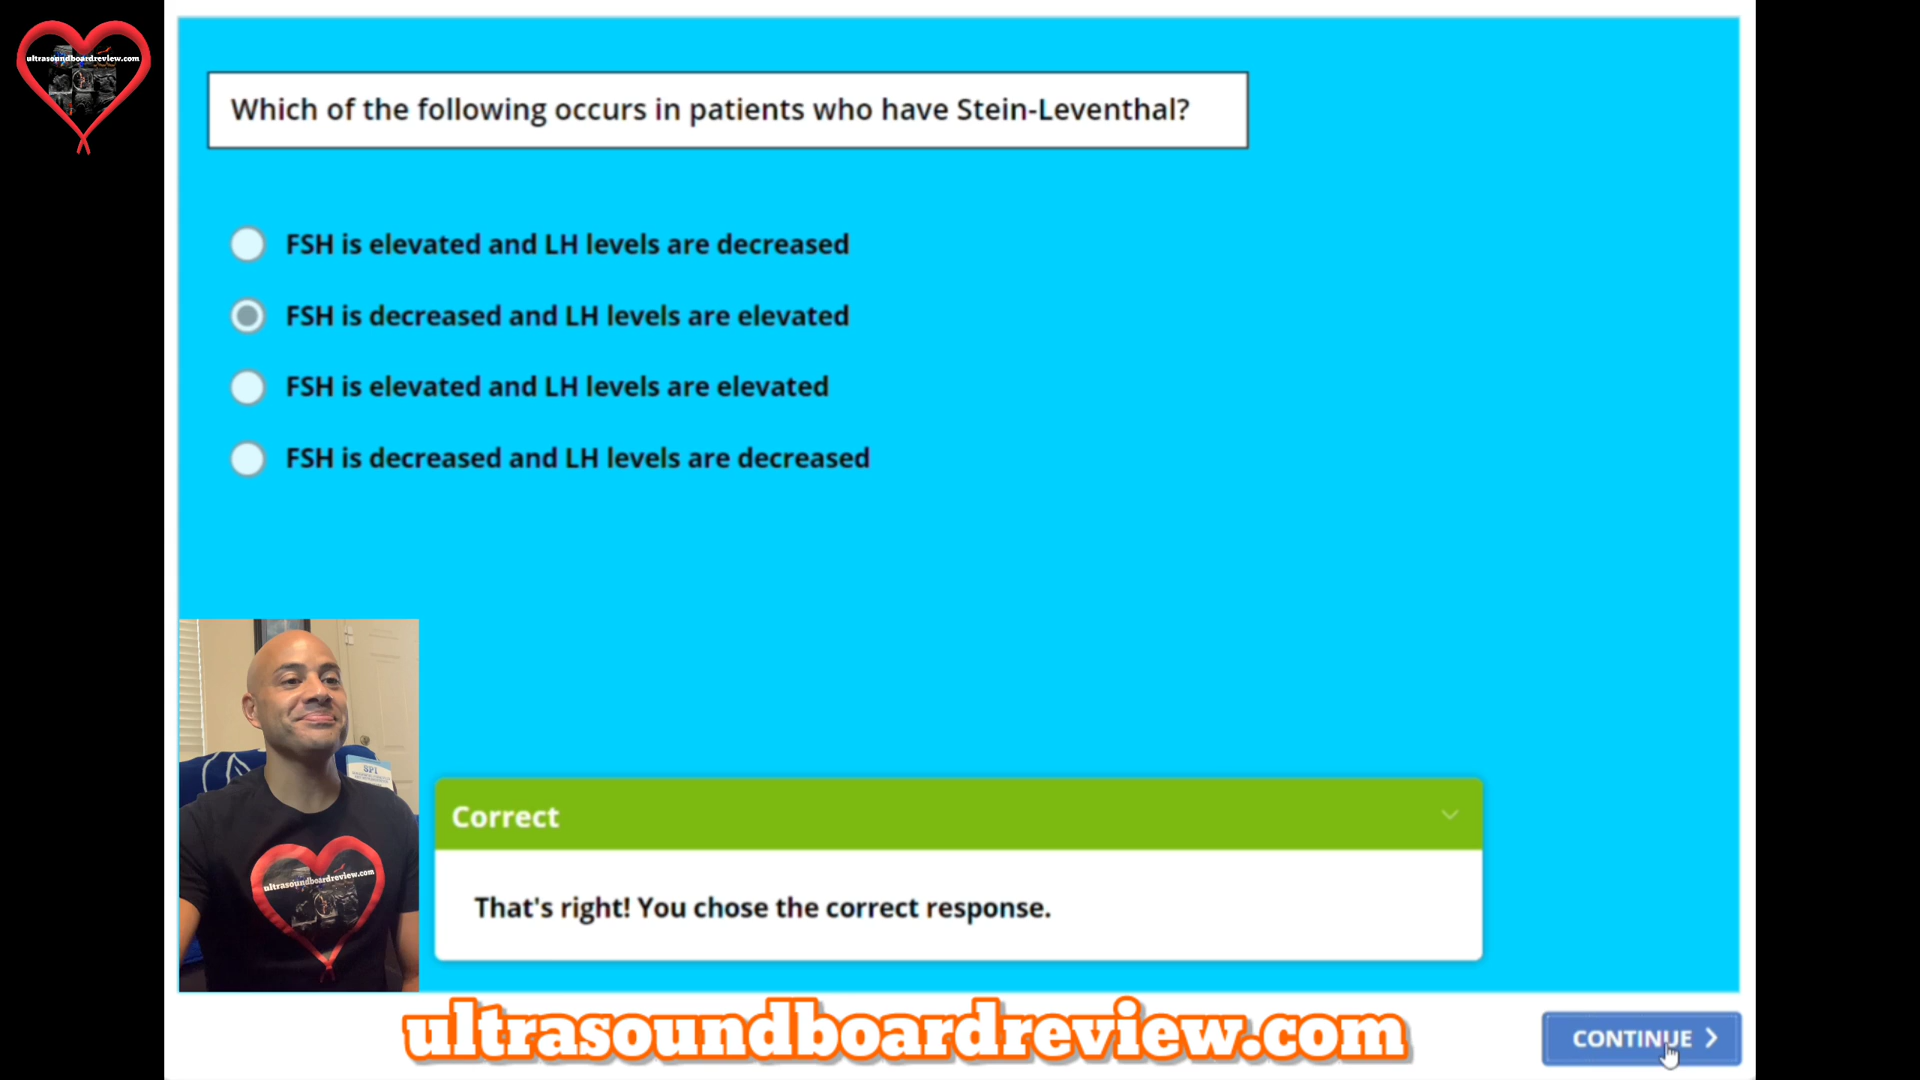 ultrasoundboardreview.com
Which of the following occurs in patients who have Stein-Leventhal?
FSH is elevated and LH levels are decreased
FSH is decreased and LH levels are elevated
FSH is elevated and LH levels are elevated
FSH is decreased and LH levels are decreased
SPI
ultrasoundboardreview.com
Correct
That's right! You chose the correct response.
ultrasoundboardreview.com
CONTINUE